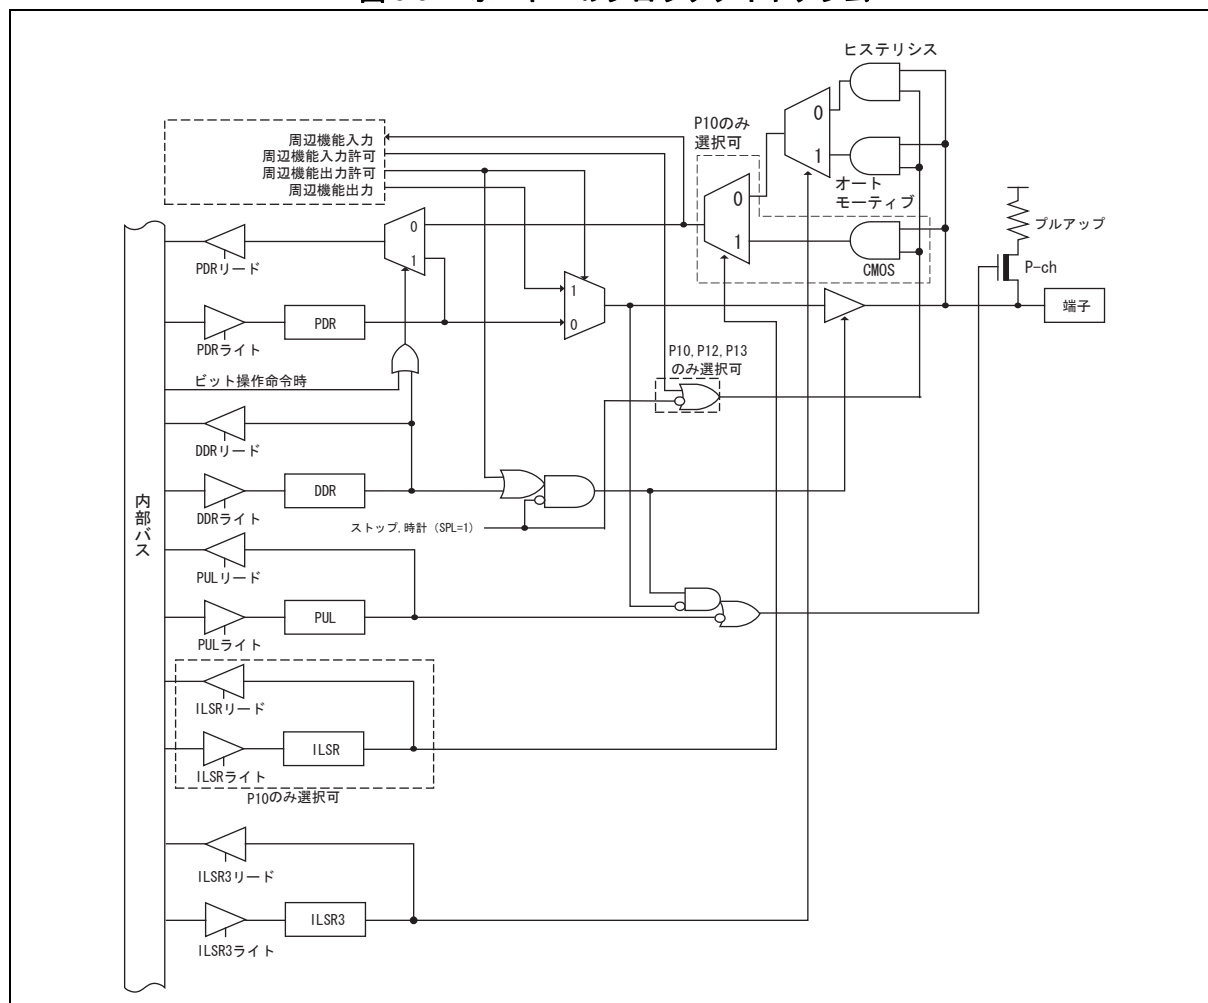 ヒステリシス
0
1
P10のみ
選択可
周辺機能入力
周辺機能入力許可
周辺機能出力許可
周辺機能出力
オート
モーティブ
0
1
CMOS
プルアップ
P-ch
端子
0
1
PDRリード
1
0
PDR
PDRライト
P10, P12, P13
のみ選択可
ビット操作命令時
DDRリード
DDR
DDRライト
内部バス
ストップ, 時計 (SPL=1)
PULリード
PUL
PULライト
ILSRリード
ILSR
ILSRライト
P10のみ選択可
ILSR3リード
ILSR3
ILSR3ライト